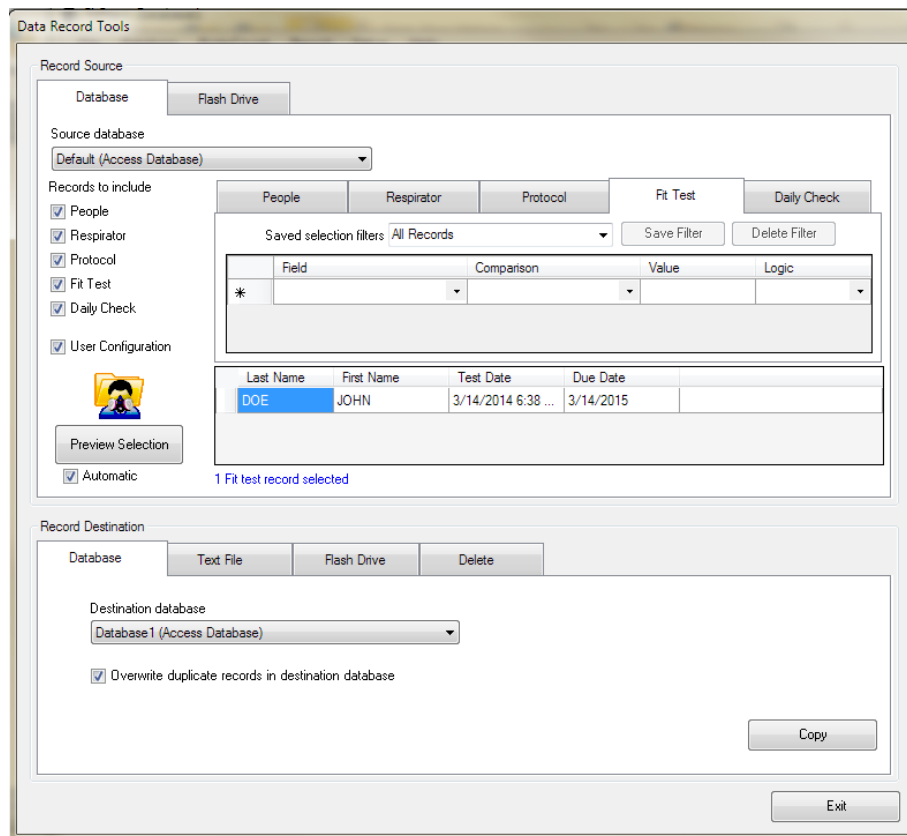 Data Record Tools
Record Source
Database Flash Drive
Source database
Default (Access Database)
Records to include
People Respirator Protocol Fit Test Daily Check
People
Respirator
Saved selection filters All Records Save Filter Delete Filter
Protocol
Field Comparison Value Logic
Fit Test
*
Daily Check
User Configuration
Last Name First Name Test Date Due Date
DOE JOHN 3/14/2014 6:38 ... 3/14/2015
Preview Selection
Automatic
1 Fit test record selected
Record Destination
Database Text File Flash Drive Delete
Destination database
Database1 (Access Database)
Overwrite duplicate records in destination database
Copy
Exit